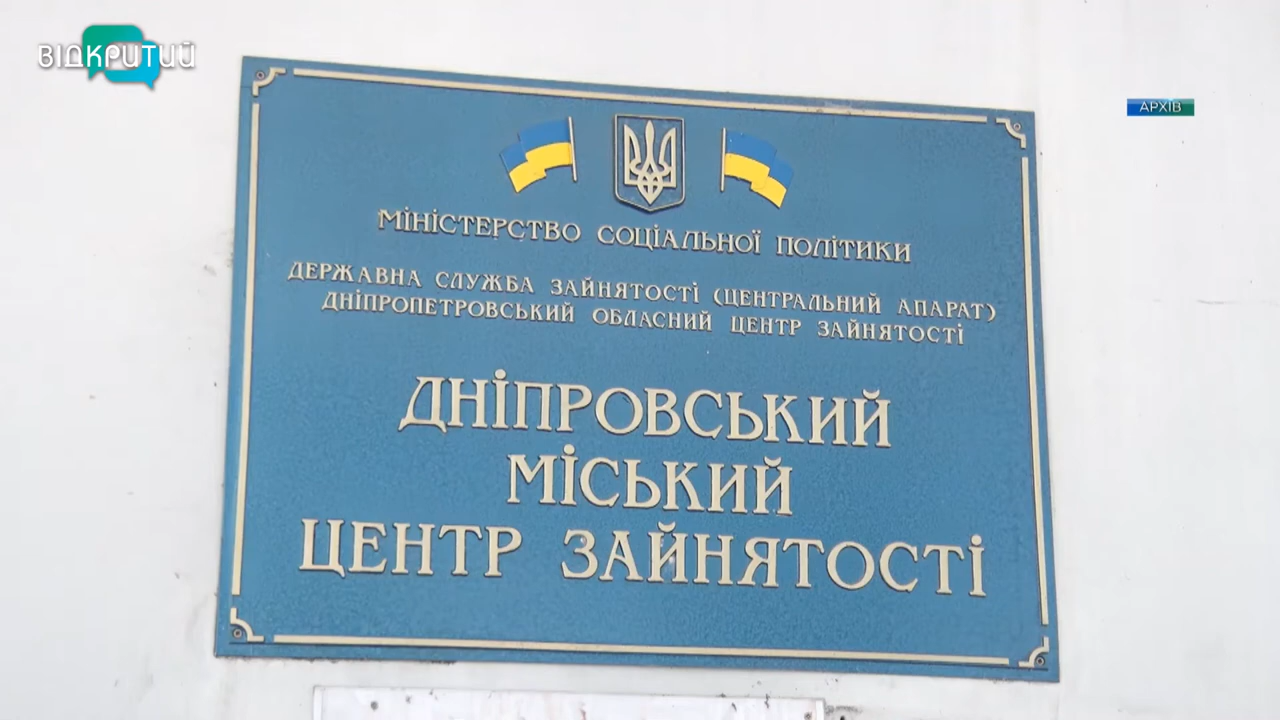 ВІДКРИТИЙ
АРХІВ
МІНІСТЕРСТВО СОЦІАЛЬНОЇ ПОЛІТИКИ
ДЕРЖАВНА СЛУЖБА ЗАЙНЯТОСТІ (ЦЕНТРАЛЬНИЙ АПАРАТ)
ДНІПРОПЕТРОВСЬКИЙ ОБЛАСНИЙ ЦЕНТР ЗАЙНЯТОСТІ
ДНІПРОВСЬКИЙ
МІСЬКИЙ
ЦЕНТР ЗАЙНЯТОСТІ